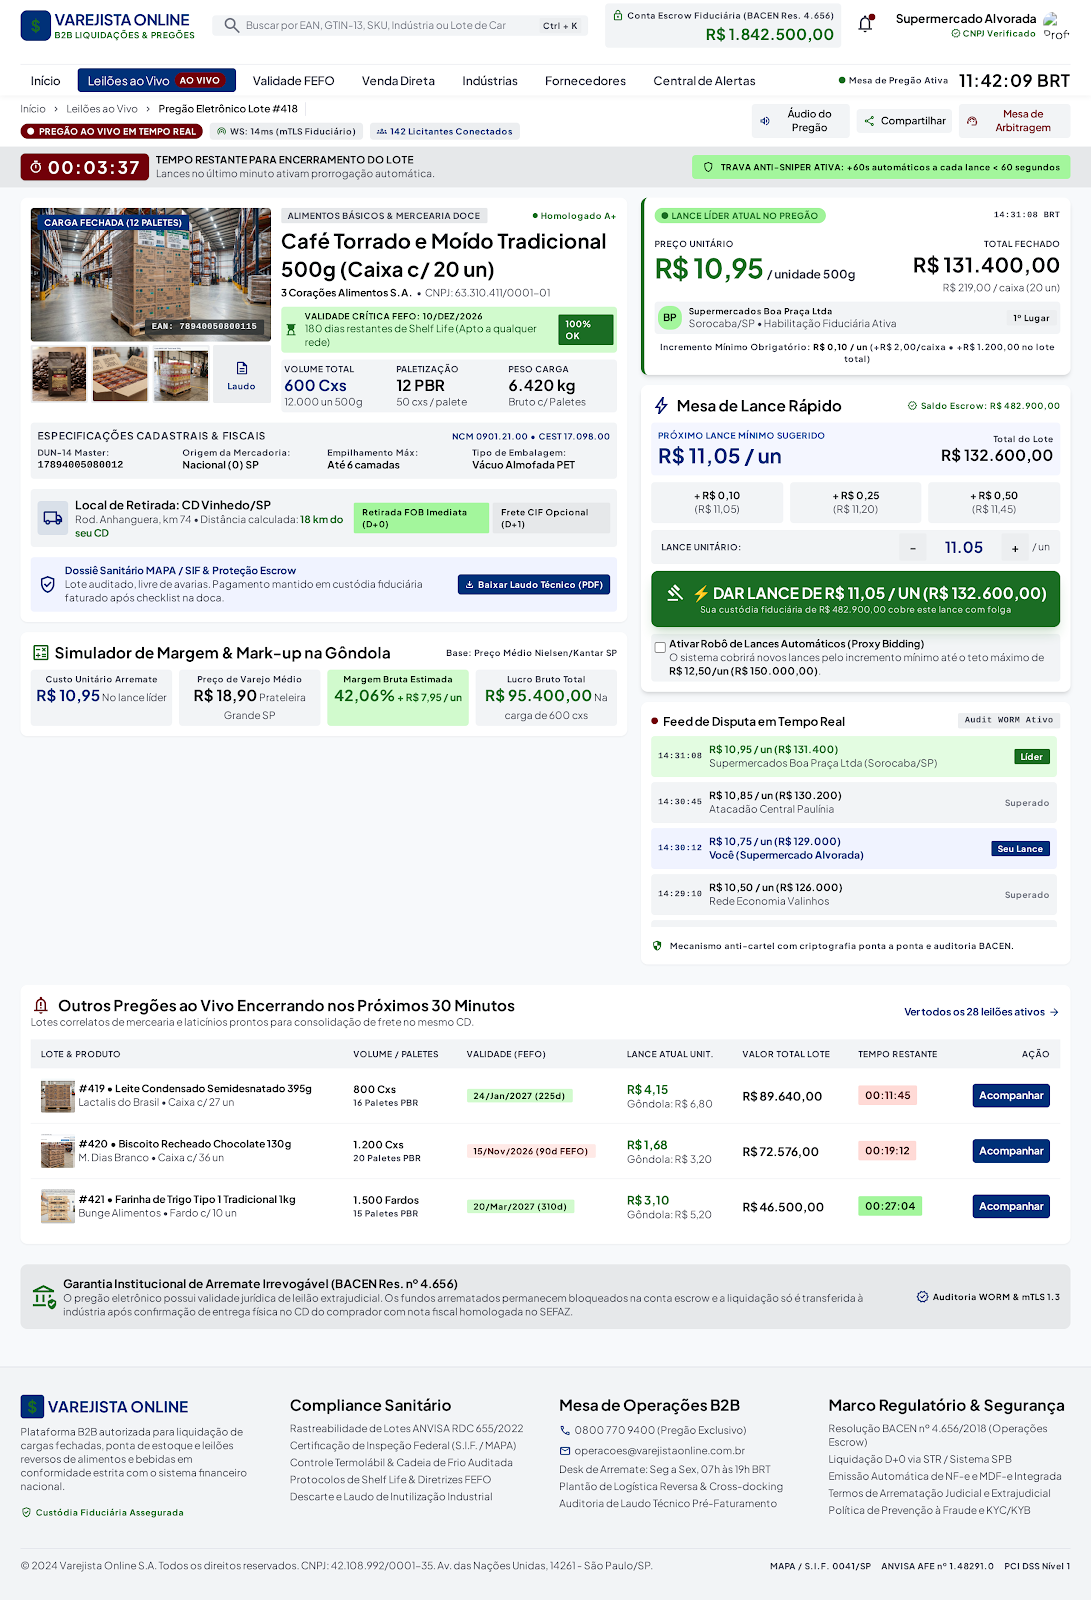 $
VAREJISTA ONLINE
B2B LIQUIDAÇÕES & PREGÕES
Buscar por EAN, GTIN-13, SKU, Indústria ou Lote de Car
Ctrl + K
Conta Escrow Fiduciária (BACEN Res. 4.656)
R$ 1.842.500,00
Supermercado Alvorada
CNPJ Verificado
Início
Leilões ao Vivo
AO VIVO
Validade FEFO
Venda Direta
Indústrias
Fornecedores
Central de Alertas
Mesa de Pregão Ativa
11:42:09 BRT
Início › Leilões ao Vivo › Pregão Eletrônico Lote #418
PREGÃO AO VIVO EM TEMPO REAL
WS: 14ms (mTLS Fiduciário)
142 Licitantes Conectados
Áudio do Pregão
Compartilhar
Mesa de Arbitragem
00:03:37
TEMPO RESTANTE PARA ENCERRAMENTO DO LOTE
Lances no último minuto ativam prorrogação automática.
TRAVA ANTI-SNIPER ATIVA: +60s automáticos a cada lance < 60 segundos
CARGA FECHADA (12 PALETES)
EAN: 78940050800115
Laudo
ALIMENTOS BÁSICOS & MERCEARIA DOCE
Homologado A+
Café Torrado e Moído Tradicional
500g (Caixa c/ 20 un)
3 Corações Alimentos S.A. • CNPJ: 63.310.411/0001-01
VALIDADE CRÍTICA FEFO: 10/DEZ/2026
180 dias restantes de Shelf Life (Apto a qualquer
rede)
100%
OK
VOLUME TOTAL
600 Cxs
12.000 un 500g
PALETIZAÇÃO
12 PBR
50 cxs / palete
PESO CARGA
6.420 kg
Bruto c/ Paletes
ESPECIFICAÇÕES CADASTRAIS & FISCAIS
NCM 0901.21.00 • CEST 17.098.00
DUN-14 Master:
17894005080012
Origem da Mercadoria:
Nacional (0) SP
Empilhamento Máx:
Até 6 camadas
Tipo de Embalagem:
Vácuo Almofada PET
Local de Retirada: CD Vinhedo/SP
Rod. Anhanguera, km 74 • Distância calculada: 18 km do
seu CD
Retirada FOB Imediata
(D+0)
Frete CIF Opcional
(D+1)
Dossiê Sanitário MAPA / SIF & Proteção Escrow
Lote auditado, livre de avarias. Pagamento mantido em custódia fiduciária
faturado após checklist na doca.
Baixar Laudo Técnico (PDF)
Simulador de Margem & Mark-up na Gôndola
Base: Preço Médio Nielsen/Kantar SP
Custo Unitário Arremate
R$ 10,95 No lance líder
Preço de Varejo Médio
R$ 18,90 Prateleira
Grande SP
Margem Bruta Estimada
42,06% + R$ 7,95 / un
Lucro Bruto Total
R$ 95.400,00 Na
carga de 600 cxs
LANCE LÍDER ATUAL NO PREGÃO
14:31:08 BRT
PREÇO UNITÁRIO
R$ 10,95 / unidade 500g
TOTAL FECHADO
R$ 131.400,00
R$ 219,00 / caixa (20 un)
BP
Supermercados Boa Praça Ltda
Sorocaba/SP • Habilitação Fiduciária Ativa
1º Lugar
Incremento Mínimo Obrigatório: R$ 0,10 / un (+R$ 2,00/caixa • +R$ 1.200,00 no lote
total)
Mesa de Lance Rápido
Saldo Escrow: R$ 482.900,00
PRÓXIMO LANCE MÍNIMO SUGERIDO
R$ 11,05 / un
Total do Lote
R$ 132.600,00
+ R$ 0,10
(R$ 11,05)
+ R$ 0,25
(R$ 11,20)
+ R$ 0,50
(R$ 11,45)
LANCE UNITÁRIO:
-
11.05
+
/ un
⚡ DAR LANCE DE R$ 11,05 / UN (R$ 132.600,00)
Sua custódia fiduciária de R$ 482.900,00 cobre este lance com folga
Ativar Robô de Lances Automáticos (Proxy Bidding)
O sistema cobrirá novos lances pelo incremento mínimo até o teto máximo de
R$ 12,50/un (R$ 150.000,00).
Feed de Disputa em Tempo Real
Audit WORM Ativo
14:31:08
R$ 10,95 / un (R$ 131.400)
Supermercados Boa Praça Ltda (Sorocaba/SP)
Líder
14:30:45
R$ 10,85 / un (R$ 130.200)
Atacadão Central Paulínia
Superado
14:30:12
R$ 10,75 / un (R$ 129.000)
Você (Supermercado Alvorada)
Seu Lance
14:29:10
R$ 10,50 / un (R$ 126.000)
Rede Economia Valinhos
Superado
Mecanismo anti-cartel com criptografia ponta a ponta e auditoria BACEN.
Outros Pregões ao Vivo Encerrando nos Próximos 30 Minutos
Lotes correlatos de mercearia e laticínios prontos para consolidação de frete no mesmo CD.
Ver todos os 28 leilões ativos →
LOTE & PRODUTO
VOLUME / PALETES
VALIDADE (FEFO)
LANCE ATUAL UNIT.
VALOR TOTAL LOTE
TEMPO RESTANTE
AÇÃO
#419 • Leite Condensado Semidesnatado 395g
Lactalis do Brasil • Caixa c/ 27 un
800 Cxs
16 Paletes PBR
24/Jan/2027 (225d)
R$ 4,15
Gôndola: R$ 6,80
R$ 89.640,00
00:11:45
Acompanhar
#420 • Biscoito Recheado Chocolate 130g
M. Dias Branco • Caixa c/ 36 un
1.200 Cxs
20 Paletes PBR
15/Nov/2026 (90d FEFO)
R$ 1,68
Gôndola: R$ 3,20
R$ 72.576,00
00:19:12
Acompanhar
#421 • Farinha de Trigo Tipo 1 Tradicional 1kg
Bunge Alimentos • Fardo c/ 10 un
1.500 Fardos
15 Paletes PBR
20/Mar/2027 (310d)
R$ 3,10
Gôndola: R$ 5,20
R$ 46.500,00
00:27:04
Acompanhar
Garantia Institucional de Arremate Irrevogável (BACEN Res. nº 4.656)
O pregão eletrônico possui validade jurídica de leilão extrajudicial. Os fundos arrematados permanecem bloqueados na conta escrow e a liquidação só é transferida à
indústria após confirmação de entrega física no CD do comprador com nota fiscal homologada no SEFAZ.
Auditoria WORM & mTLS 1.3
$
VAREJISTA ONLINE
Plataforma B2B autorizada para liquidação de
cargas fechadas, ponta de estoque e leilões
reversos de alimentos e bebidas em
conformidade estrita com o sistema financeiro
nacional.
Custódia Fiduciária Assegurada
Compliance Sanitário
Rastreabilidade de Lotes ANVISA RDC 655/2022
Certificação de Inspeção Federal (S.I.F. / MAPA)
Controle Termolábil & Cadeia de Frio Auditada
Protocolos de Shelf Life & Diretrizes FEFO
Descarte e Laudo de Inutilização Industrial
Mesa de Operações B2B
0800 770 9400 (Pregão Exclusivo)
operacoes@varejistaonline.com.br
Desk de Arremate: Seg a Sex, 07h às 19h BRT
Plantão de Logística Reversa & Cross-docking
Auditoria de Laudo Técnico Pré-Faturamento
Marco Regulatório & Segurança
Resolução BACEN nº 4.656/2018 (Operações
Escrow)
Liquidação D+0 via STR / Sistema SPB
Emissão Automática de NF-e e MDF-e Integrada
Termos de Arrematação Judicial e Extrajudicial
Política de Prevenção à Fraude e KYC/KYB
© 2024 Varejista Online S.A. Todos os direitos reservados. CNPJ: 42.108.992/0001-35. Av. das Nações Unidas, 14261 - São Paulo/SP.
MAPA / S.I.F. 0041/SP
ANVISA AFE nº 1.48291.0
PCI DSS Nível 1